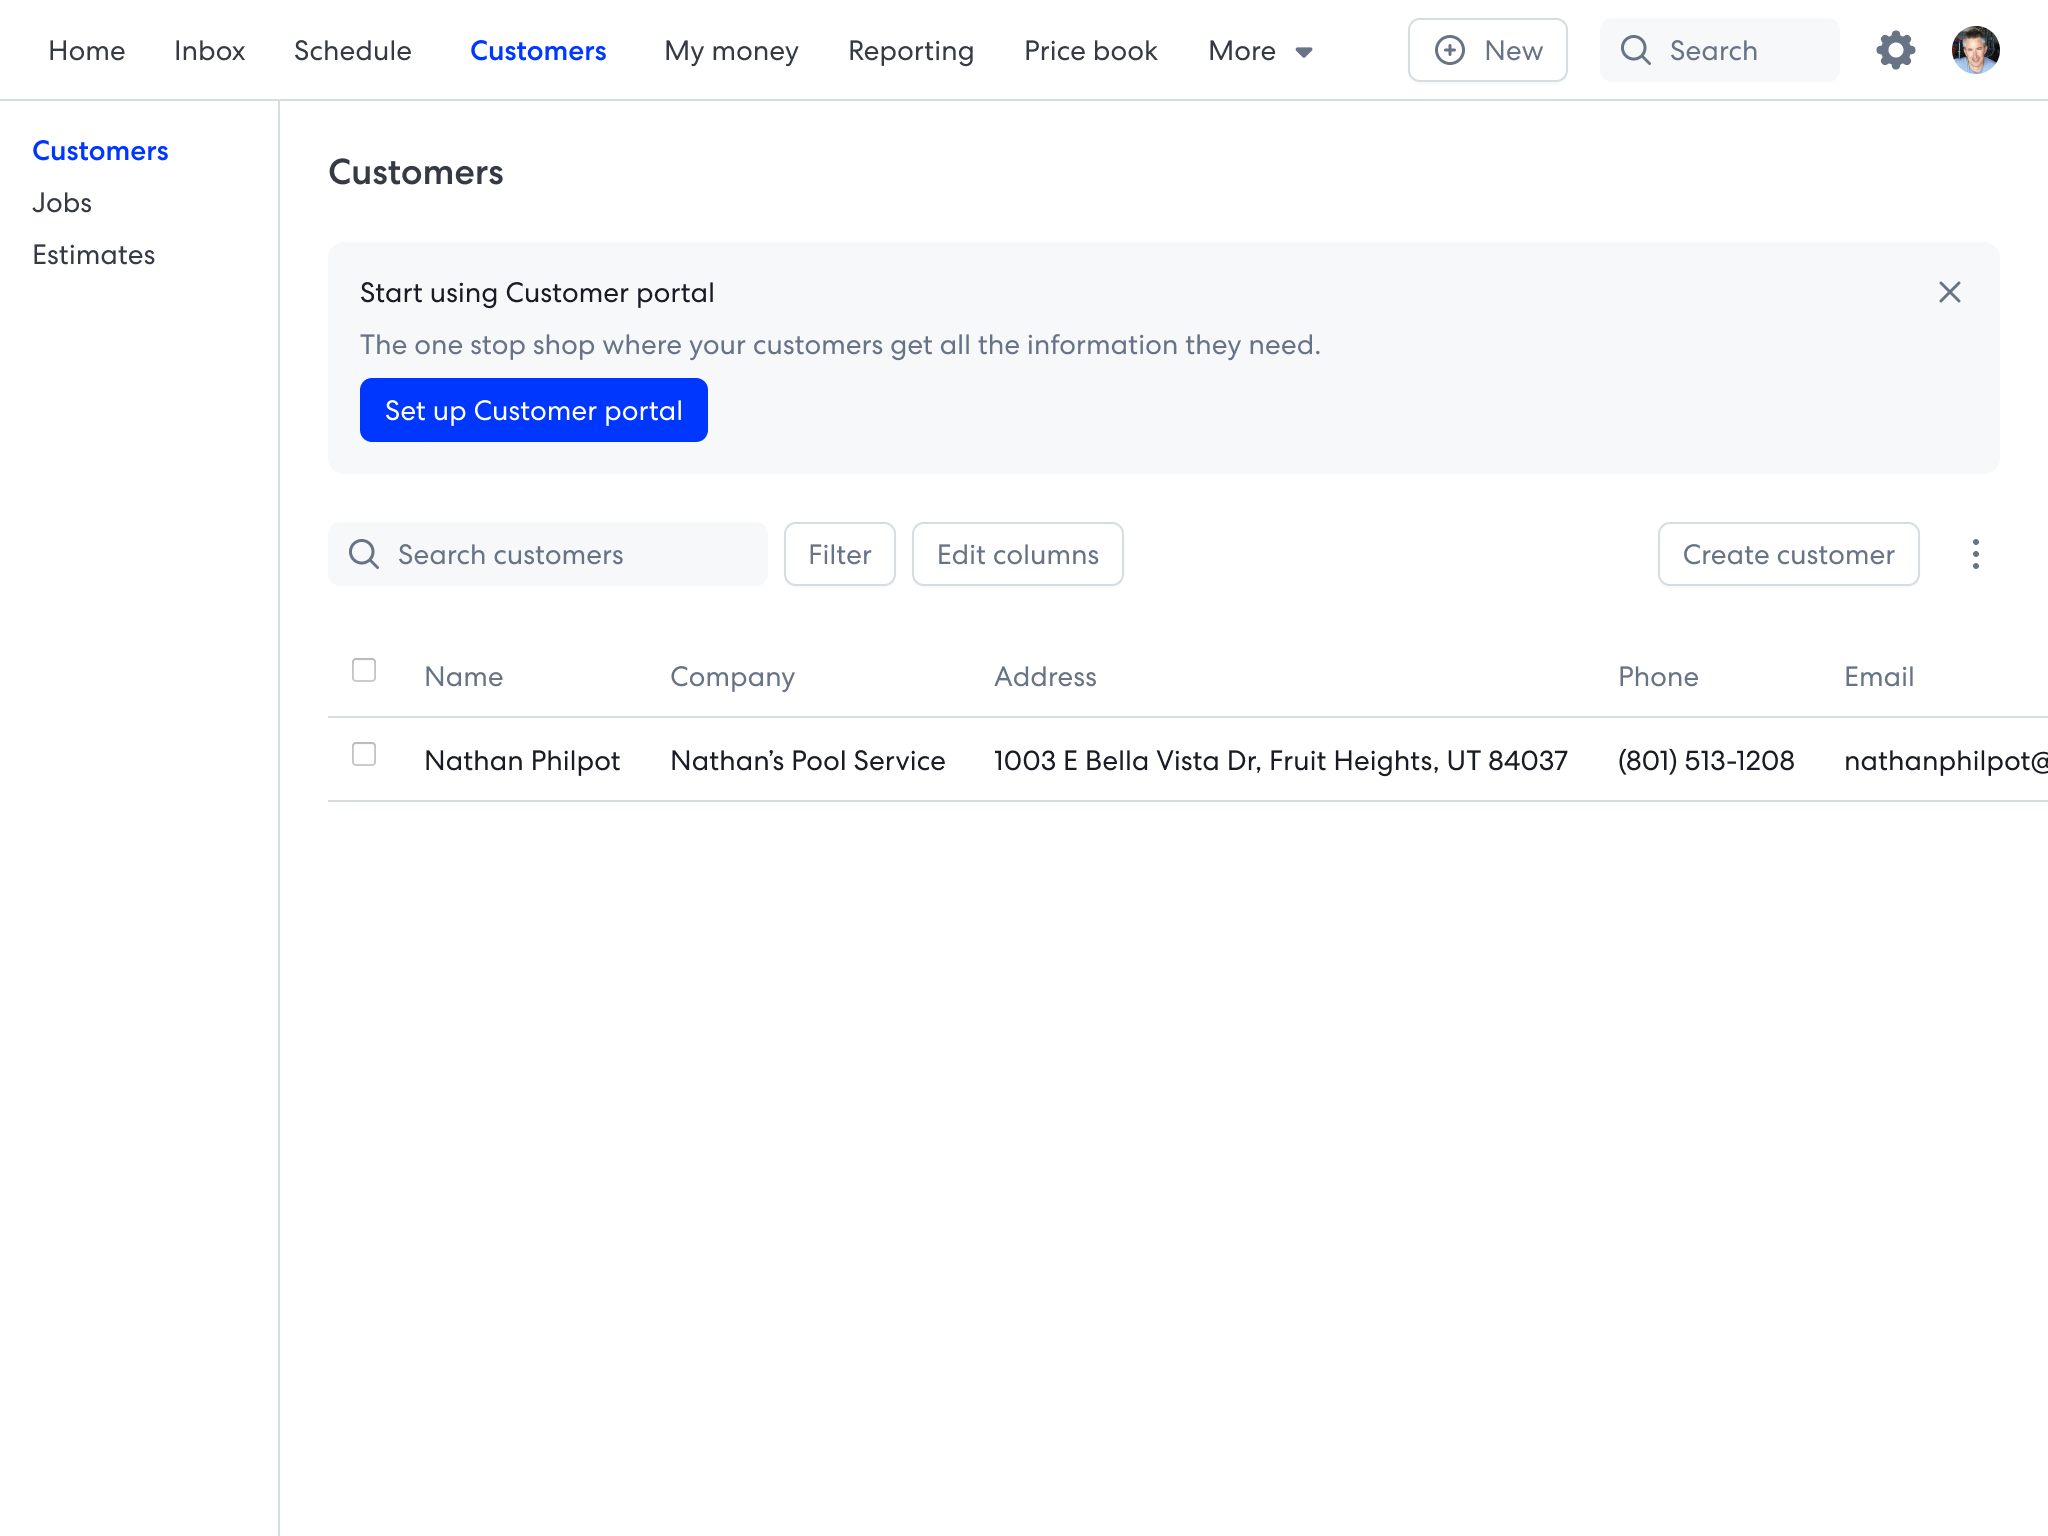 Home Inbox Schedule Customers My money Reporting Price book More New Search
Customers
Jobs
Estimates
Customers
Start using Customer portal
The one stop shop where your customers get all the information they need.
Set up Customer portal
Search customers Filter Edit columns Create customer
Name Company Address Phone Email
Nathan Philpot Nathan’s Pool Service 1003 E Bella Vista Dr, Fruit Heights, UT 84037 (801) 513-1208 nathanphilpot@